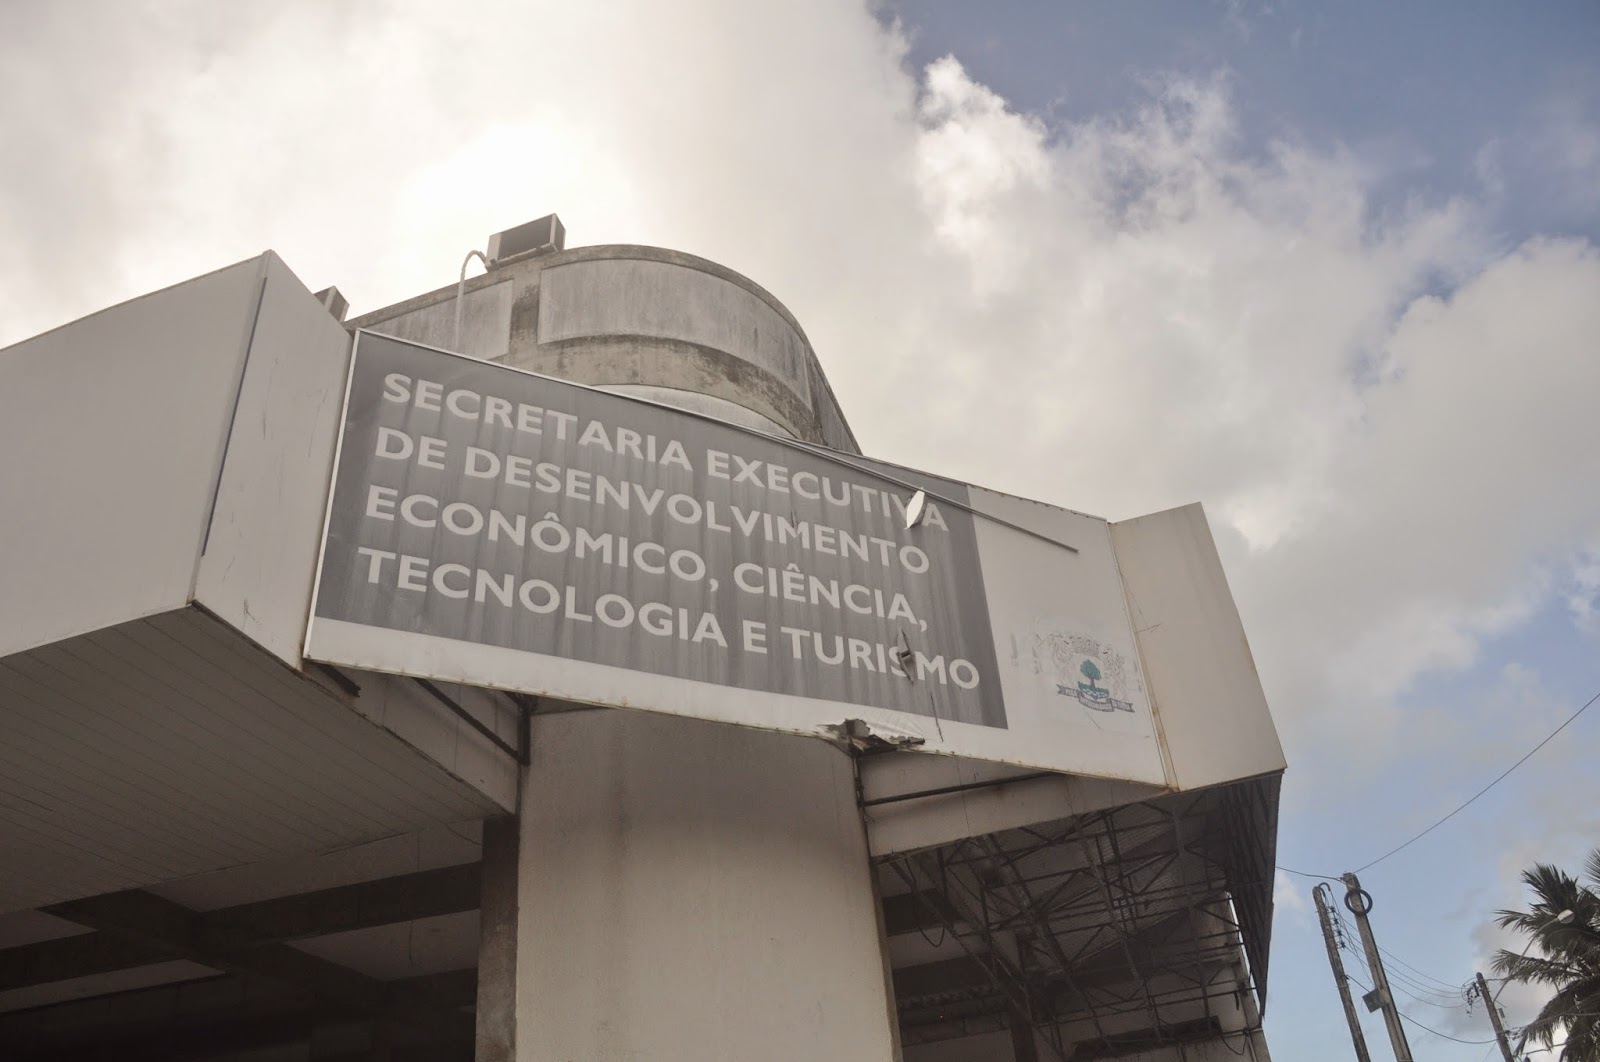 SECRETARIA EXECUTIVA
DE DESENVOLVIMENTO
ECONÔMICO, CIÊNCIA,
TECNOLOGIA E TURISMO